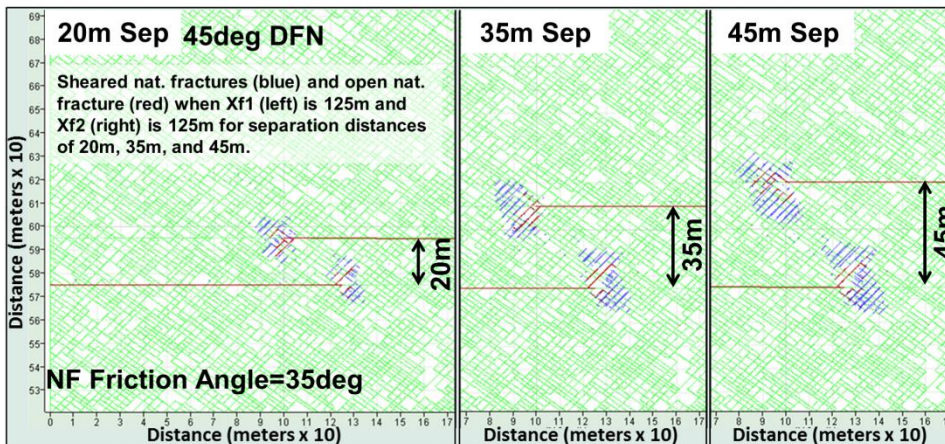 20m Sep 45deg DFN
Sheared nat. fractures (blue) and open nat.
fracture (red) when Xf1 (left) is 125m and
Xf2 (right) is 125m for separation distances
of 20m, 35m, and 45m.
69
68
67
66
65
64
63
62
61
60
59
58
57
56
55
54
53
Distance (meters x 10)
20m
NF Friction Angle=35deg
0 1 2 3 4 5 6 7 8 9 10 11 12 13 14 15 16 17
Distance (meters x 10)
35m Sep
35m
7 8 9 10 11 12 13 14 15 16 17
Distance (meters x 10)
45m Sep
45m
7 8 9 10 11 12 13 14 15 16
Distance (meters x 10)